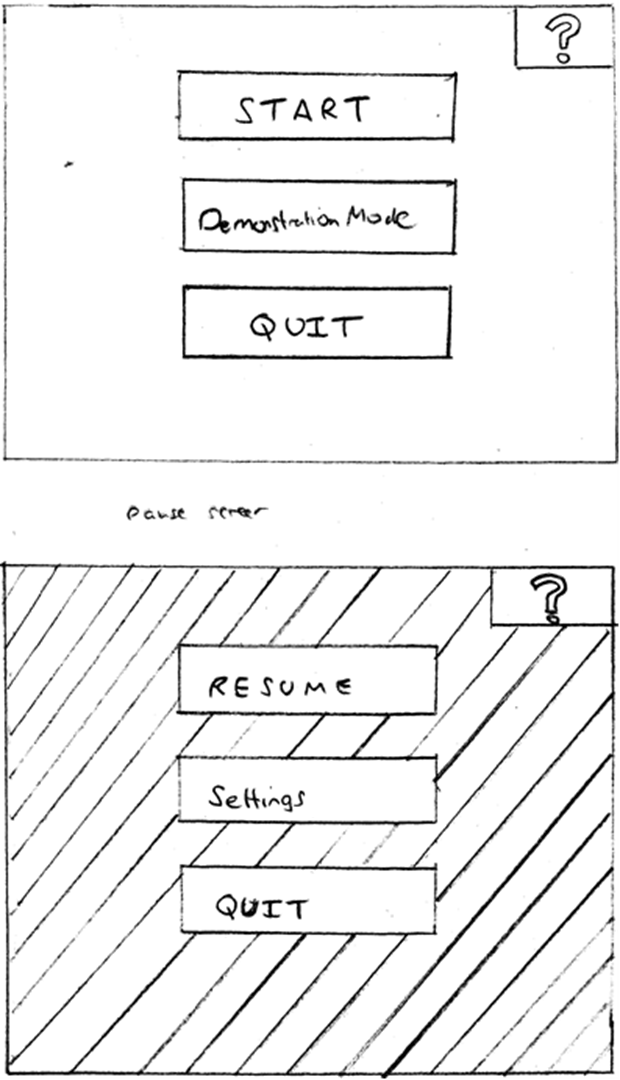 ?
START
Demonstration Mode
QUIT
Pause screen
?
RESUME
Settings
QUIT